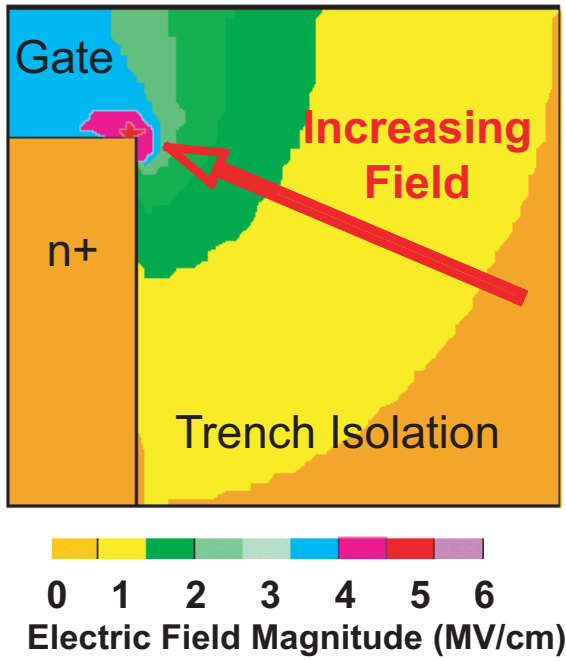 Gate
Increasing
Field
n+
Trench Isolation
0 1 2 3 4 5 6
Electric Field Magnitude (MV/cm)